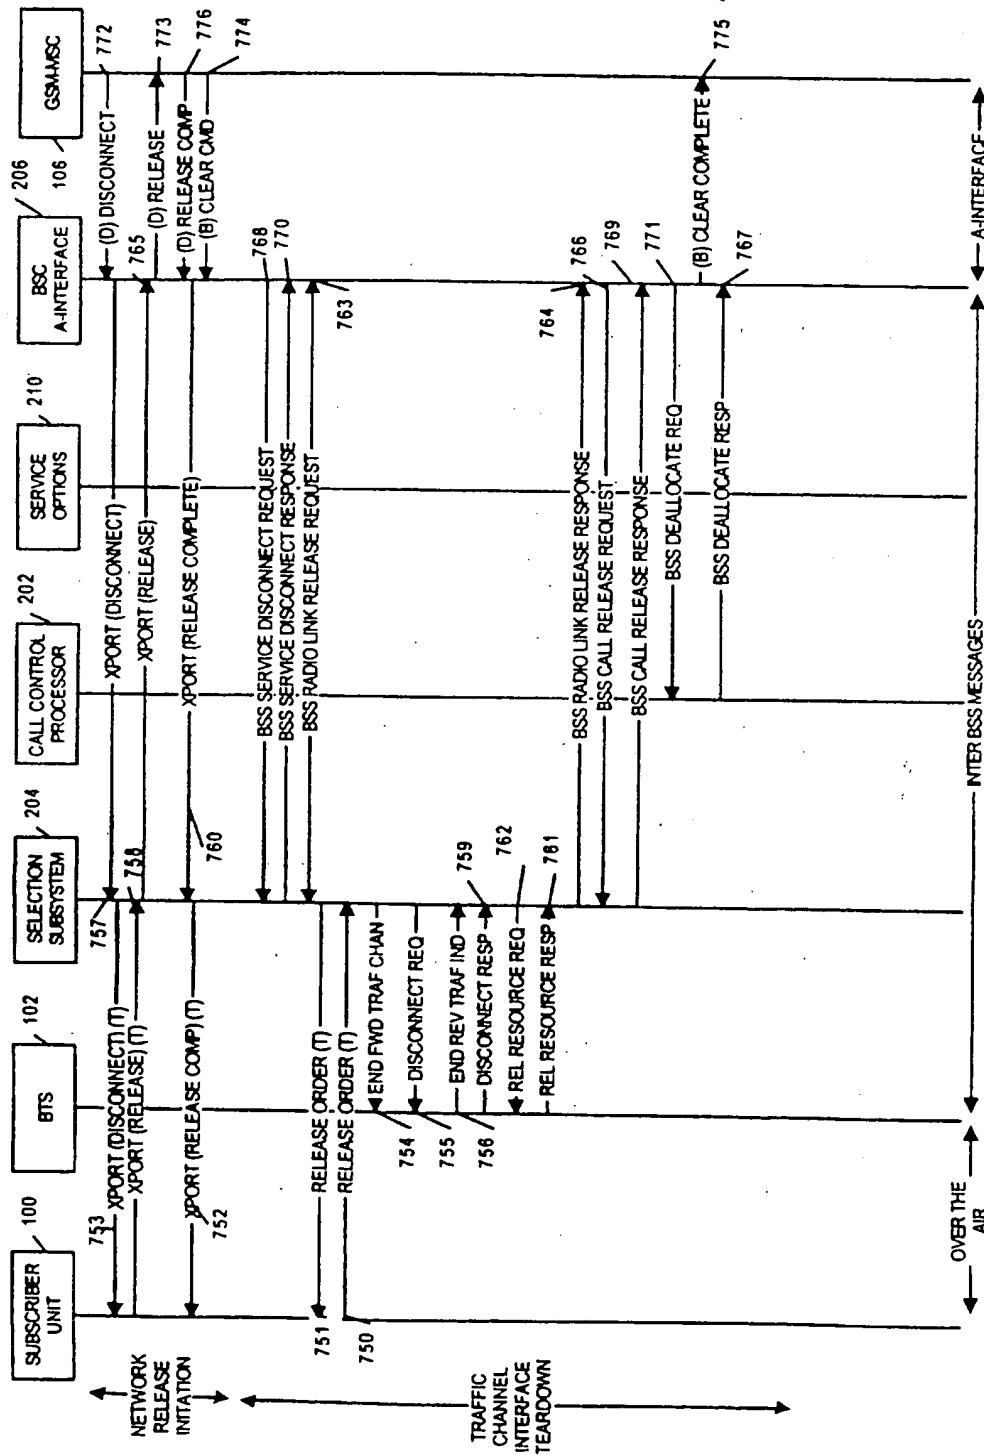 SUBSCRIBER
UNIT
100
BTS
102
SELECTION
SUBSYSTEM
204
CALL CONTROL
PROCESSOR
202
SERVICE
OPTIONS
210
BSC
A-INTERFACE
206
GSM-MSC
106
NETWORK
RELEASE
INITATION
TRAFFIC
CHANNEL
INTERFACE
TEARDOWN
(D) DISCONNECT
772
XPORT (DISCONNECT)
757
XPORT (DISCONNECT) (T)
753
XPORT (RELEASE) (T)
758
XPORT (RELEASE)
765
(D) RELEASE
773
(D) RELEASE COMP
776
(B) CLEAR CMD
774
XPORT (RELEASE COMPLETE)
760
XPORT (RELEASE COMP) (T)
752
BSS SERVICE DISCONNECT REQUEST
768
BSS SERVICE DISCONNECT RESPONSE
770
BSS RADIO LINK RELEASE REQUEST
763
RELEASE ORDER (T)
751
RELEASE ORDER (T)
750
END FWD TRAF CHAN
754
DISCONNECT REQ
755
END REV TRAF IND
756
DISCONNECT RESP
759
REL RESOURCE REQ
762
REL RESOURCE RESP
761
BSS RADIO LINK RELEASE RESPONSE
764
BSS CALL RELEASE REQUEST
766
BSS CALL RELEASE RESPONSE
769
BSS DEALLOCATE REQ
771
(B) CLEAR COMPLETE
775
BSS DEALLOCATE RESP
767
OVER THE
AIR
INTER BSS MESSAGES
A-INTERFACE